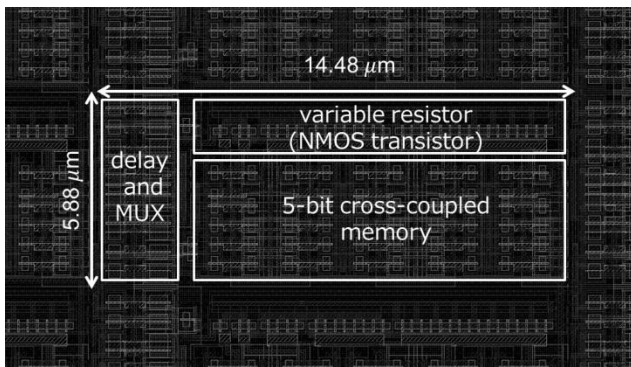 14.48 μm
variable resistor
(NMOS transistor)
delay
and
MUX
5.88 μm
5-bit cross-coupled
memory